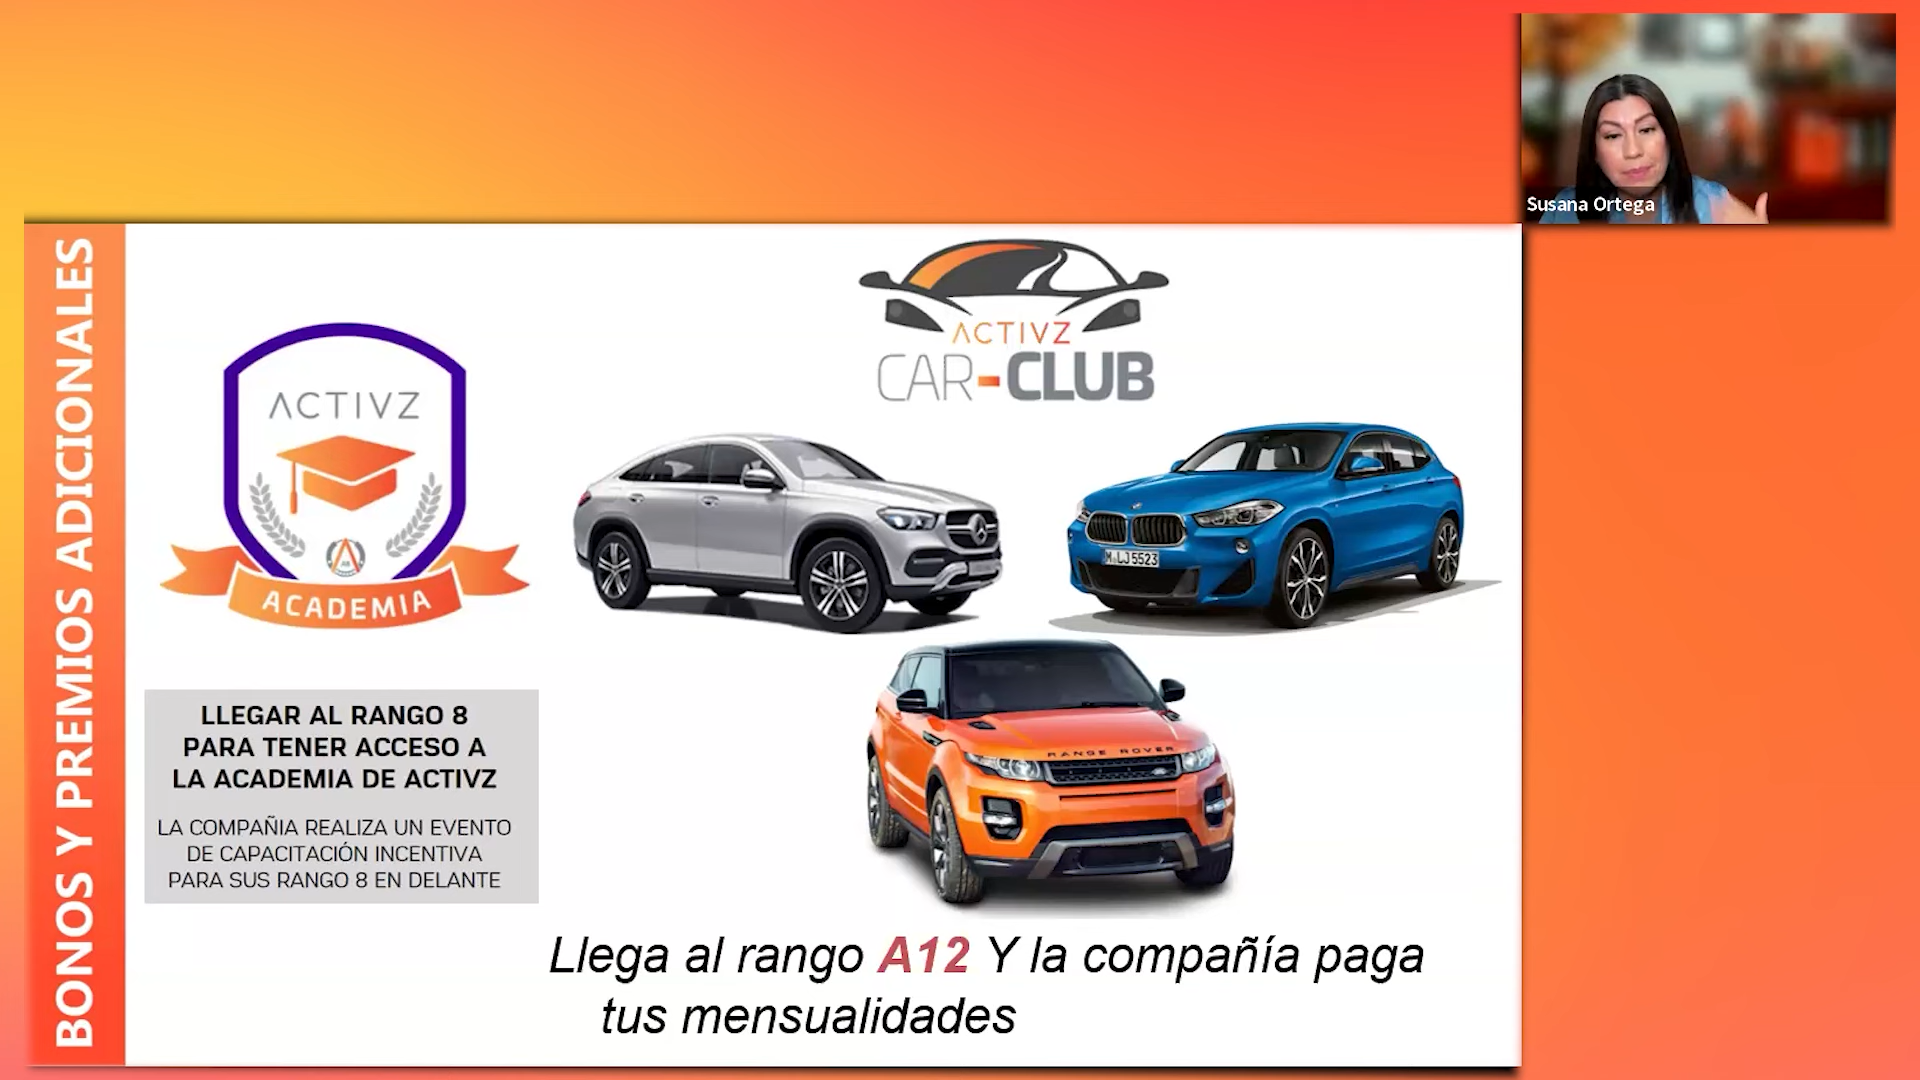 Susana Ortega
BONOS Y PREMIOS ADICIONALES
ACTIVZ
ACADEMIA
LLEGAR AL RANGO 8
PARA TENER ACCESO A
LA ACADEMIA DE ACTIVZ
LA COMPAÑIA REALIZA UN EVENTO
DE CAPACITACIÓN INCENTIVA
PARA SUS RANGO 8 EN DELANTE
ACTIVZ
CAR-CLUB
RANGE ROVER
Llega al rango A12 Y la compañía paga
tus mensualidades